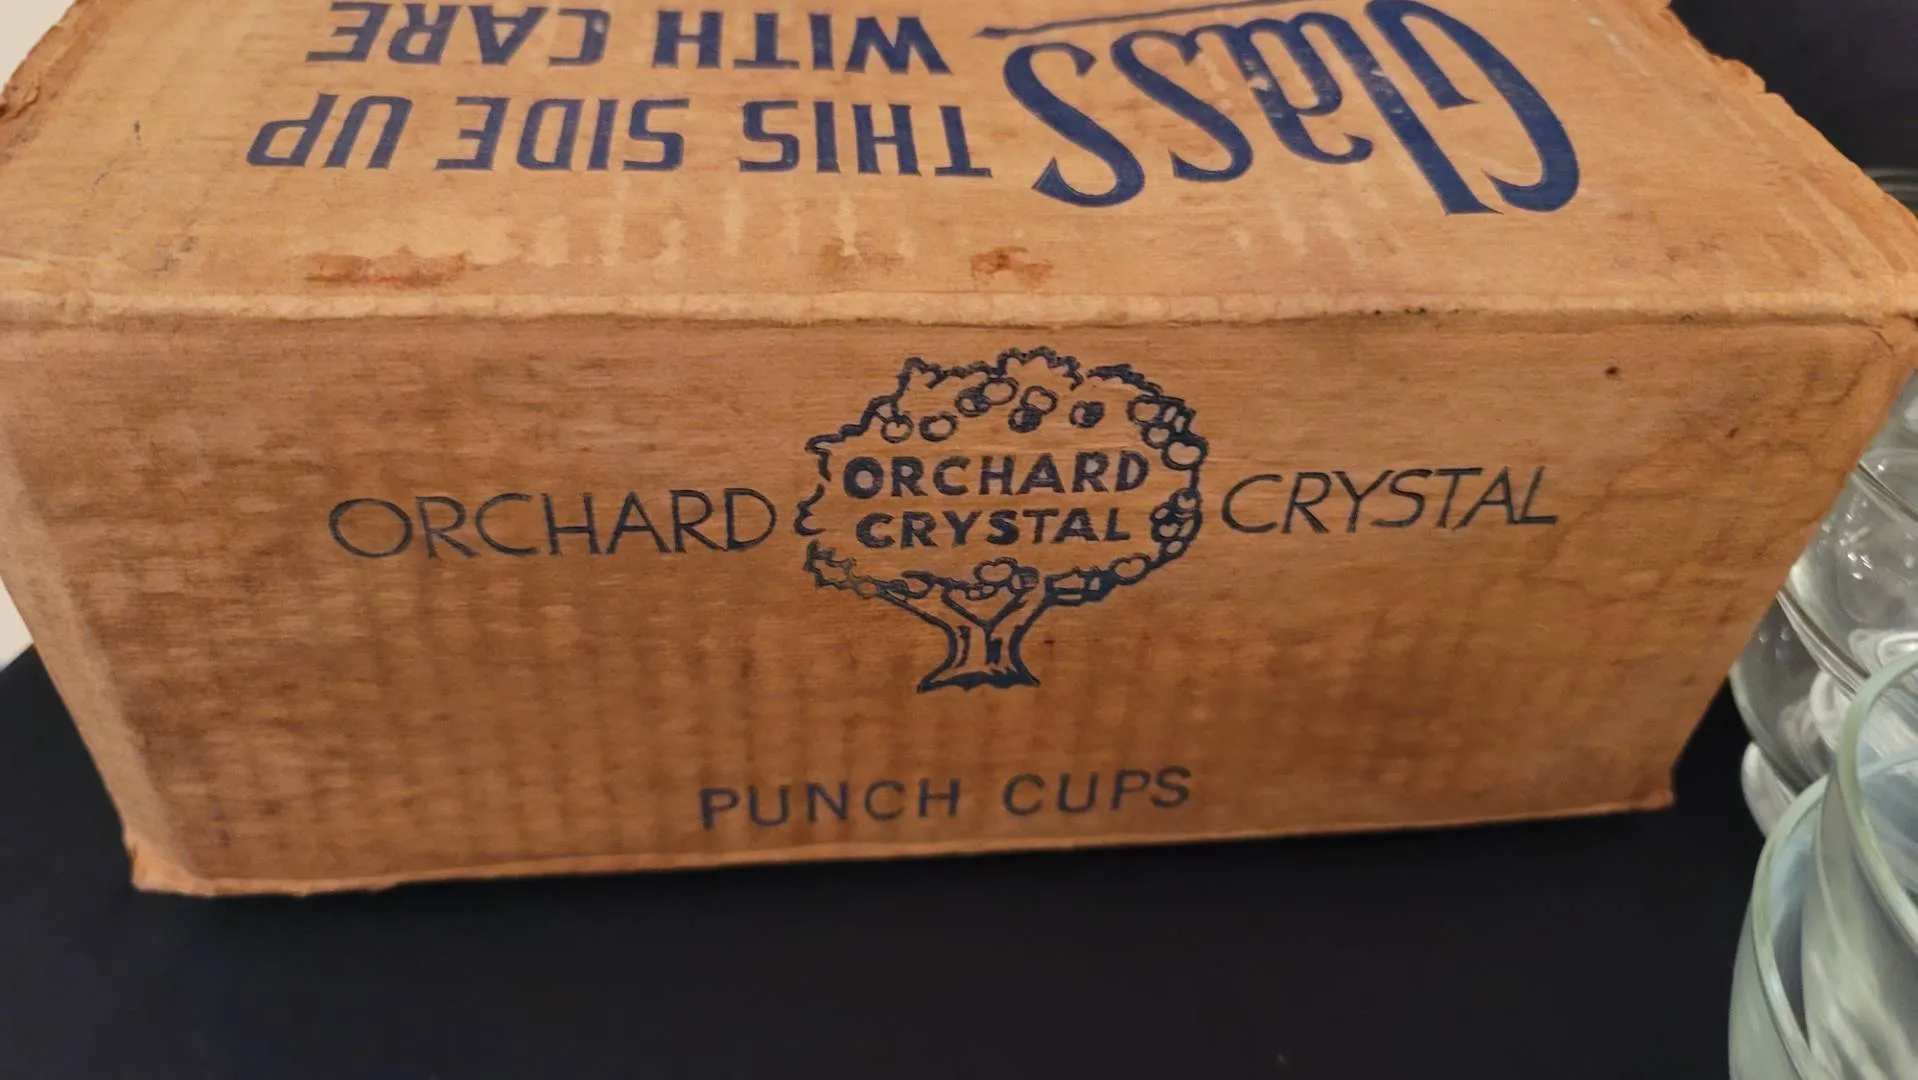 Glass
WITH CARE
THIS SIDE UP
ORCHARD CRYSTAL
ORCHARD
CRYSTAL
PUNCH CUPS